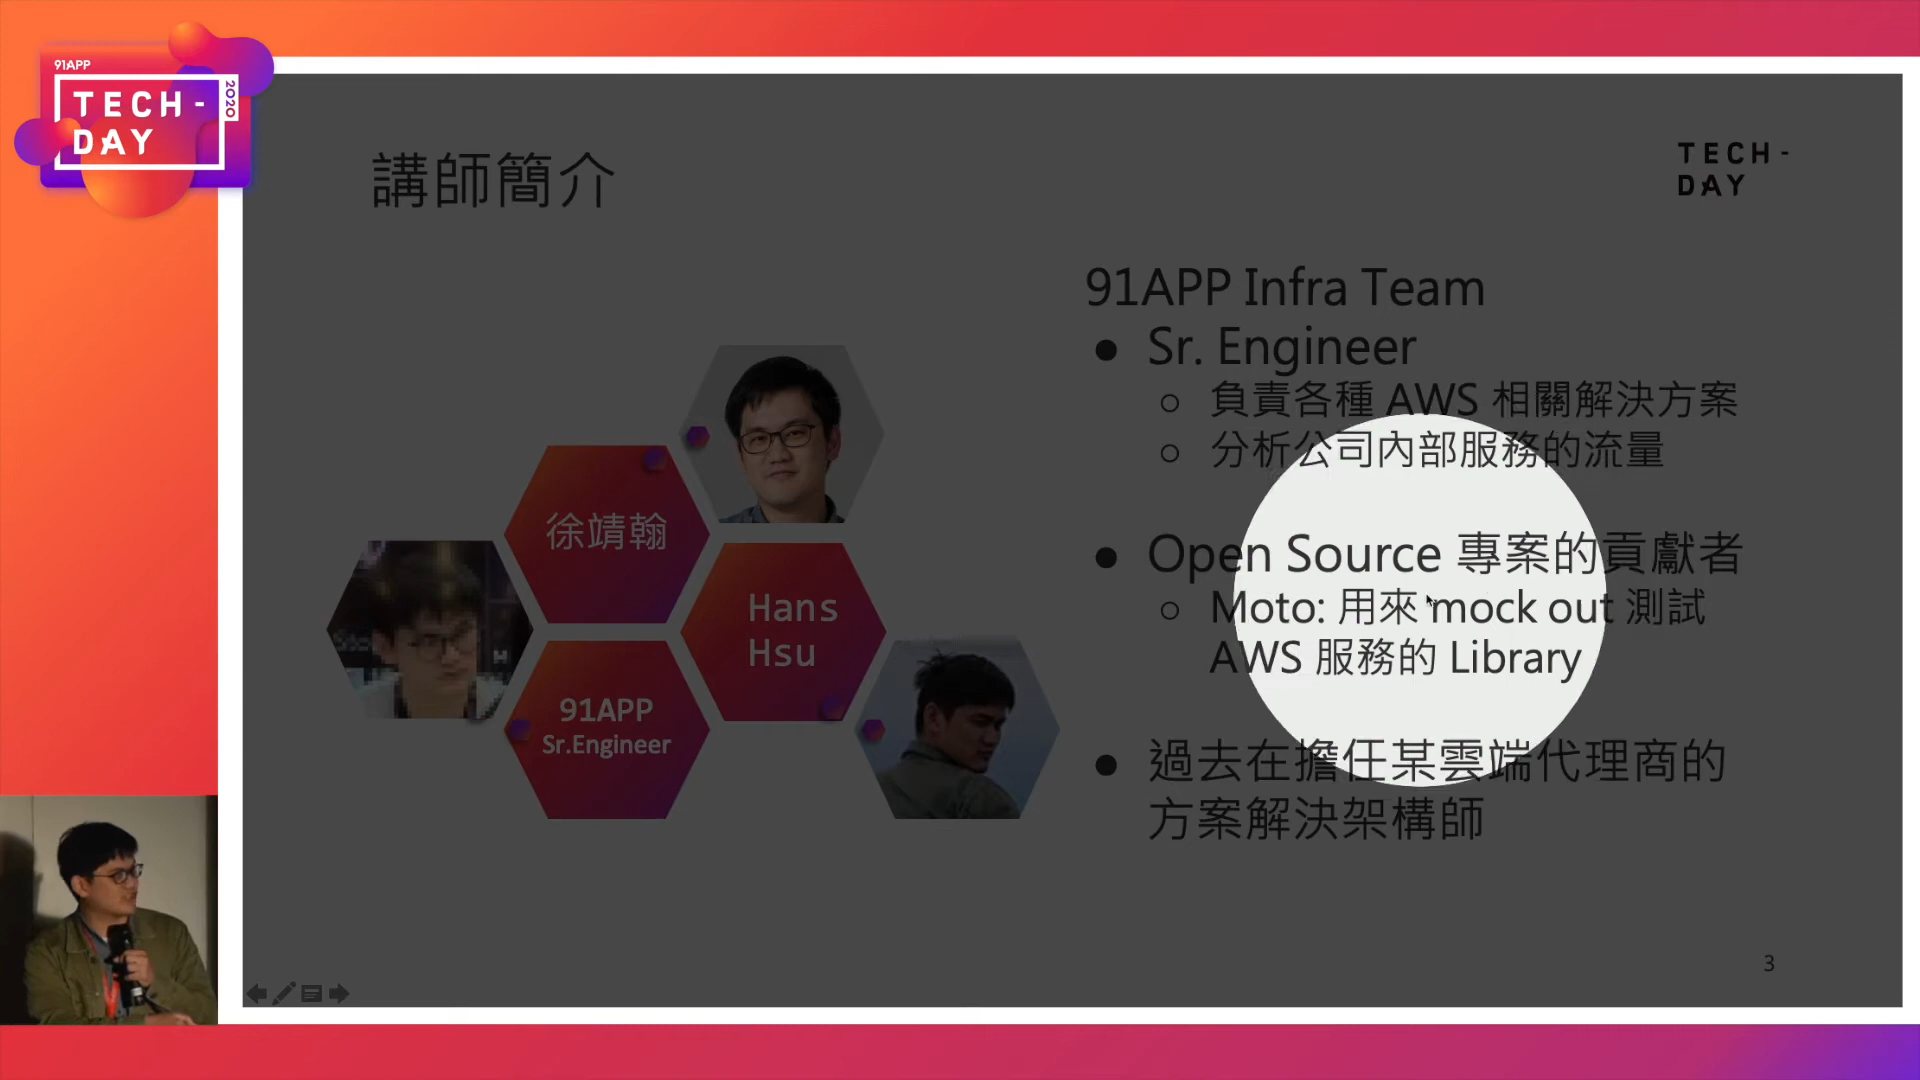 91APP
TECH-
DAY
2020
講師簡介
TECH-
DAY
徐靖翰
Hans
Hsu
91APP
Sr.Engineer
91APP Infra Team
● Sr. Engineer
○ 負責各種 AWS 相關解決方案
○ 分析公司內部服務的流量
● Open Source 專案的貢獻者
○ Moto: 用來 mock out 測試
AWS 服務的 Library
● 過去在擔任某雲端代理商的
方案解決架構師
3